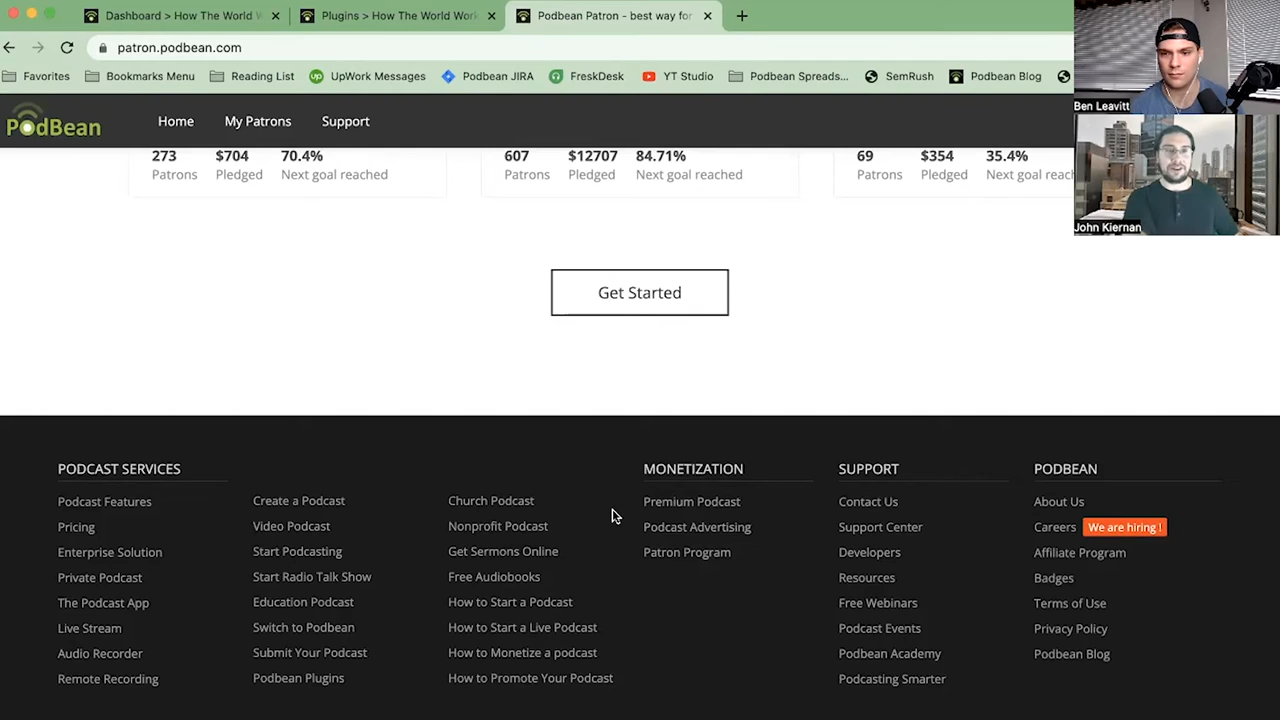 Dashboard > How The World W
Plugins > How The World Wor
Podbean Patron - best way for
patron.podbean.com
Favorites
Bookmarks Menu
Reading List
UpWork Messages
Podbean JIRA
FreskDesk
YT Studio
Podbean Spreads...
SemRush
Podbean Blog
Ben Leavitt
John Kiernan
PodBean
Home
My Patrons
Support
273 $704 70.4%
Patrons Pledged Next goal reached
607 $12707 84.71%
Patrons Pledged Next goal reached
69 $354 35.4%
Patrons Pledged Next goal reach
Get Started
PODCAST SERVICES
Podcast Features
Pricing
Enterprise Solution
Private Podcast
The Podcast App
Live Stream
Audio Recorder
Remote Recording
Create a Podcast
Video Podcast
Start Podcasting
Start Radio Talk Show
Education Podcast
Switch to Podbean
Submit Your Podcast
Podbean Plugins
Church Podcast
Nonprofit Podcast
Get Sermons Online
Free Audiobooks
How to Start a Podcast
How to Start a Live Podcast
How to Monetize a podcast
How to Promote Your Podcast
MONETIZATION
Premium Podcast
Podcast Advertising
Patron Program
SUPPORT
Contact Us
Support Center
Developers
Resources
Free Webinars
Podcast Events
Podbean Academy
Podcasting Smarter
PODBEAN
About Us
Careers We are hiring !
Affiliate Program
Badges
Terms of Use
Privacy Policy
Podbean Blog